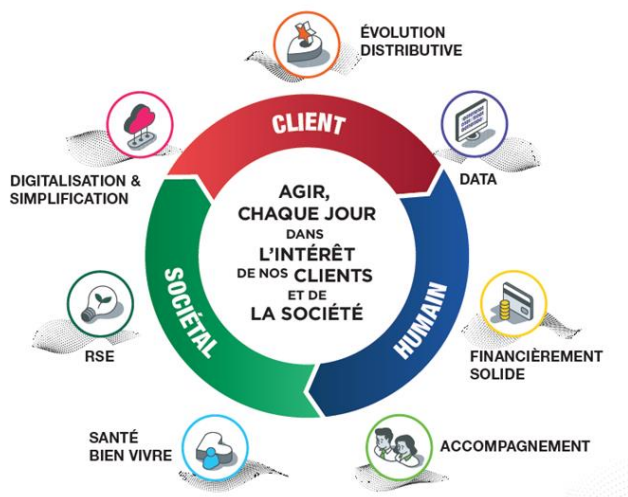 ÉVOLUTION
DISTRIBUTIVE
CLIENT
DATA
DIGITALISATION &
SIMPLIFICATION
AGIR,
CHAQUE JOUR
DANS
L'INTÉRÊT
DE NOS CLIENTS
ET DE
LA SOCIÉTÉ
SOCIÉTAL
HUMAIN
RSE
FINANCIÈREMENT
SOLIDE
SANTÉ
BIEN VIVRE
ACCOMPAGNEMENT